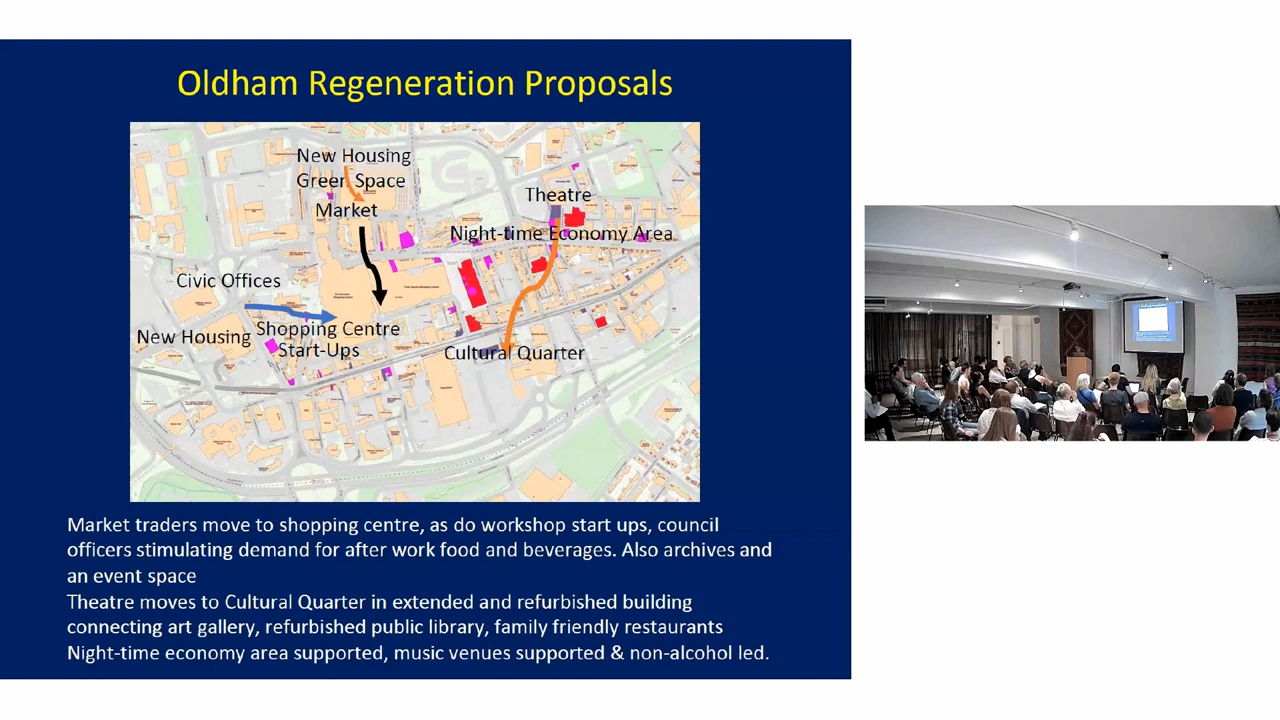 Oldham Regeneration Proposals
New Housing
Green Space
Market
Theatre
Night-time Economy Area
Civic Offices
New Housing
Shopping Centre
Start-Ups
Cultural Quarter
Market traders move to shopping centre, as do workshop start ups, council
officers stimulating demand for after work food and beverages. Also archives and
an event space
Theatre moves to Cultural Quarter in extended and refurbished building
connecting art gallery, refurbished public library, family friendly restaurants
Night-time economy area supported, music venues supported & non-alcohol led.